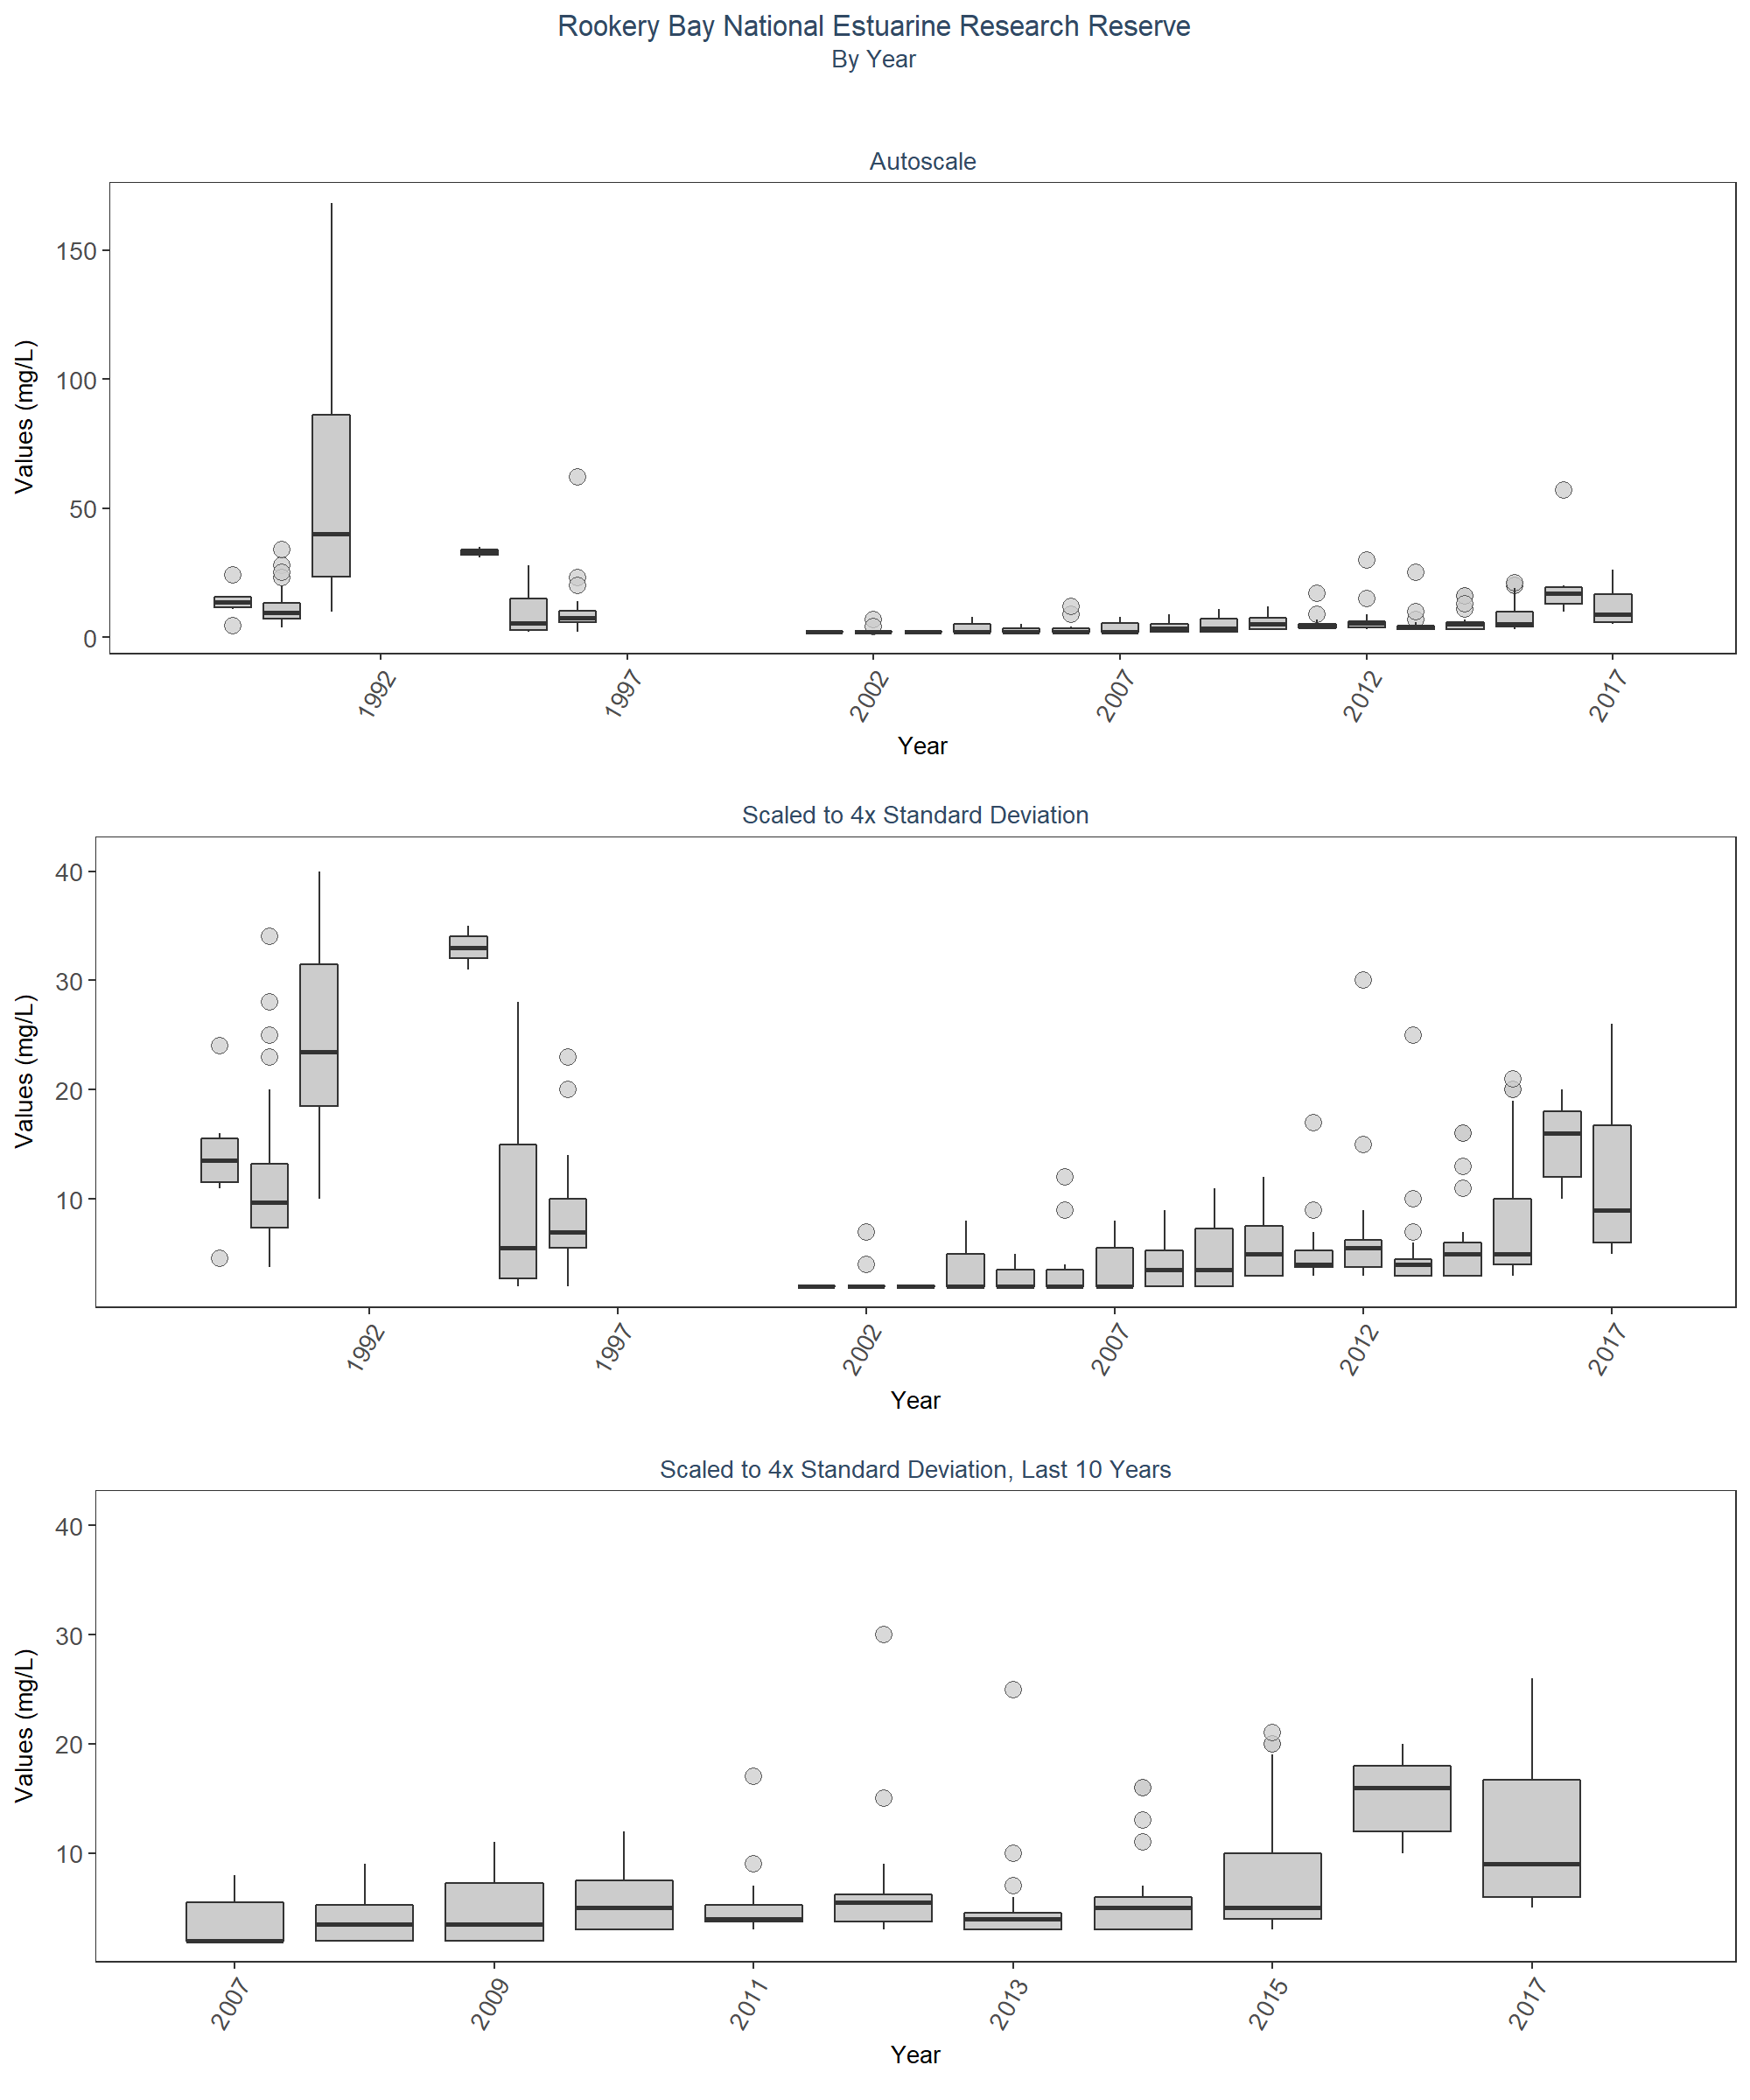 Rookery Bay National Estuarine Research Reserve
By Year
Autoscale
Values (mg/L)
150
100
50
0
1992
1997
2002
2007
2012
2017
Year
Scaled to 4x Standard Deviation
Values (mg/L)
40
30
20
10
1992
1997
2002
2007
2012
2017
Year
Scaled to 4x Standard Deviation, Last 10 Years
Values (mg/L)
40
30
20
10
2007
2009
2011
2013
2015
2017
Year